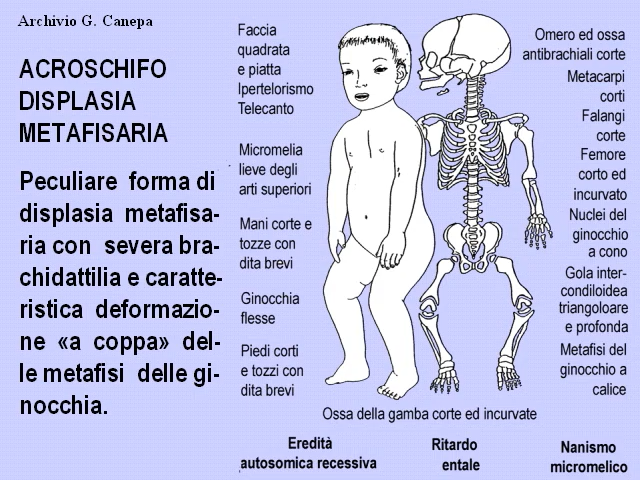 Archivio G. Canepa
ACROSCHIFO
DISPLASIA
METAFISARIA
Peculiare forma di
displasia metafisa-
ria con severa bra-
chidattilia e caratte-
ristica deformazio-
ne «a coppa» del-
le metafisi delle gi-
nocchia.
Faccia
quadrata
e piatta
Ipertelorismo
Telecanto
Micromelia
lieve degli
arti superiori
Mani corte e
tozze con
dita brevi
Ginocchia
flesse
Piedi corti
e tozzi con
dita brevi
Omero ed ossa
antibrachiali corte
Metacarpi
corti
Falangi
corte
Femore
corto ed
incurvato
Nuclei del
ginocchio
a cono
Gola inter-
condiloidea
triangoloare
e profonda
Metafisi del
ginocchio a
calice
Ossa della gamba corte ed incurvate
Eredità
autosomica recessiva
Ritardo
entale
Nanismo
micromelico